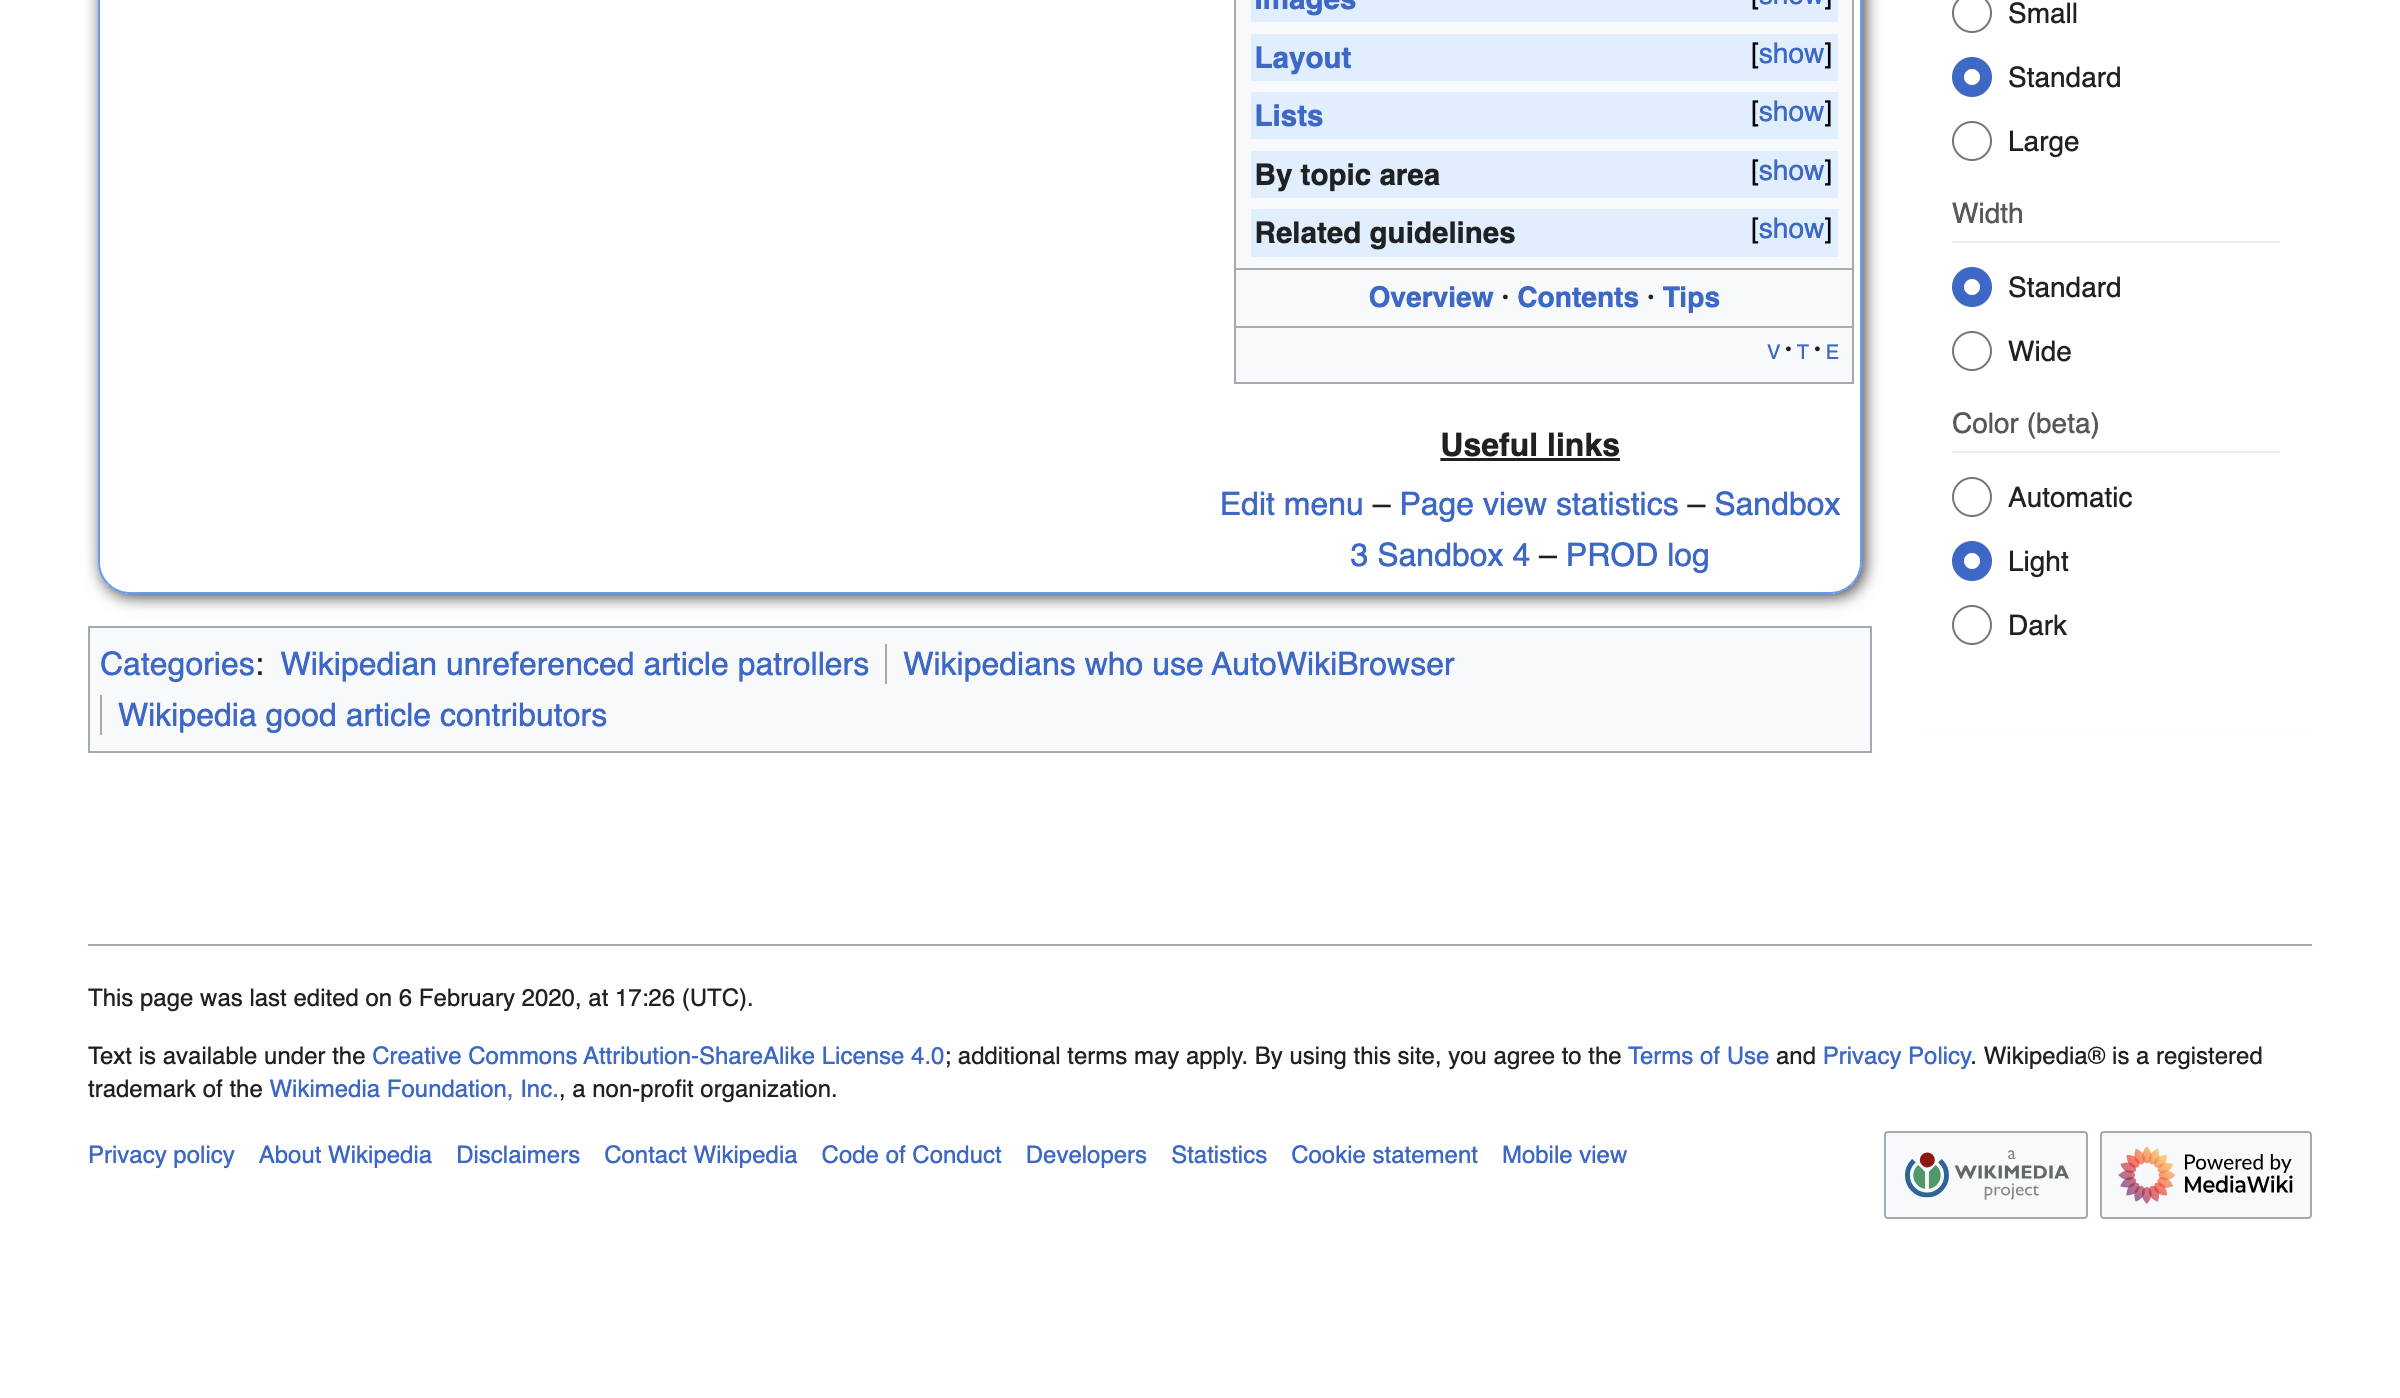 Images [show]
Layout [show]
Lists [show]
By topic area [show]
Related guidelines [show]
Overview · Contents · Tips
V • T • E
Useful links
Edit menu – Page view statistics – Sandbox
3 Sandbox 4 – PROD log
Small
Standard
Large
Width
Standard
Wide
Color (beta)
Automatic
Light
Dark
Categories: Wikipedian unreferenced article patrollers | Wikipedians who use AutoWikiBrowser
| Wikipedia good article contributors
This page was last edited on 6 February 2020, at 17:26 (UTC).
Text is available under the Creative Commons Attribution-ShareAlike License 4.0; additional terms may apply. By using this site, you agree to the Terms of Use and Privacy Policy. Wikipedia® is a registered
trademark of the Wikimedia Foundation, Inc., a non-profit organization.
Privacy policy About Wikipedia Disclaimers Contact Wikipedia Code of Conduct Developers Statistics Cookie statement Mobile view
a
WIKIMEDIA
project
Powered by
MediaWiki